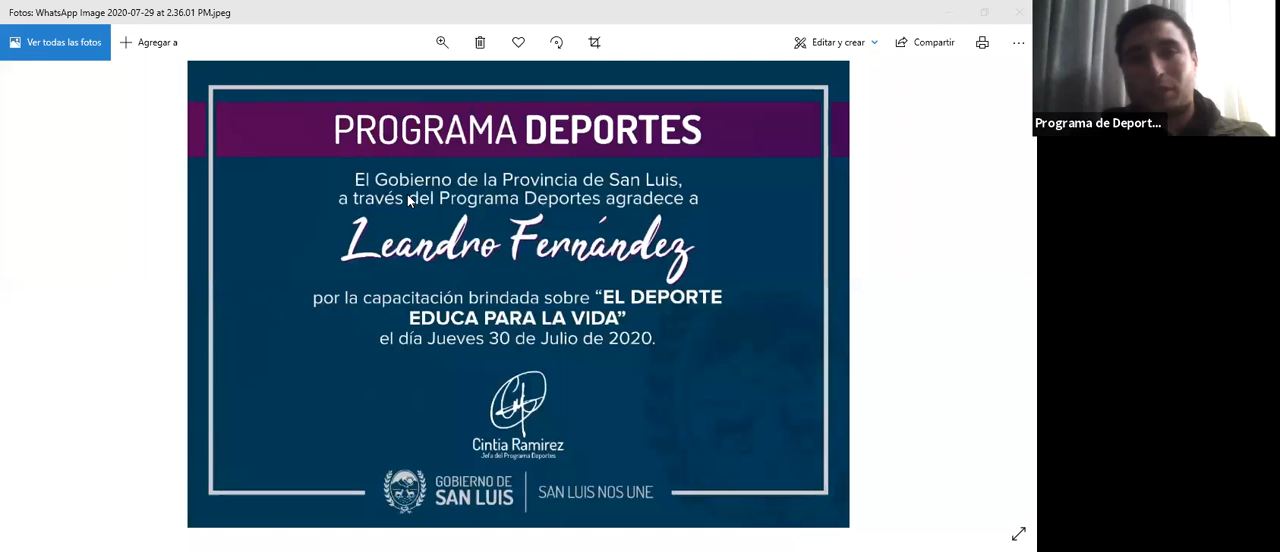 Fotos: WhatsApp Image 2020-07-29 at 2.36.01 PM.jpeg
Ver todas las fotos
Agregar a
Editar y crear
Compartir
Programa de Deport...
PROGRAMA DEPORTES
El Gobierno de la Provincia de San Luis,
a través del Programa Deportes agradece a
Leandro Fernández
por la capacitación brindada sobre “EL DEPORTE
EDUCA PARA LA VIDA”
el día Jueves 30 de Julio de 2020.
Cintia Ramirez
Jefa del Programa Deportes
GOBIERNO DE
SAN LUIS
SAN LUIS NOS UNE